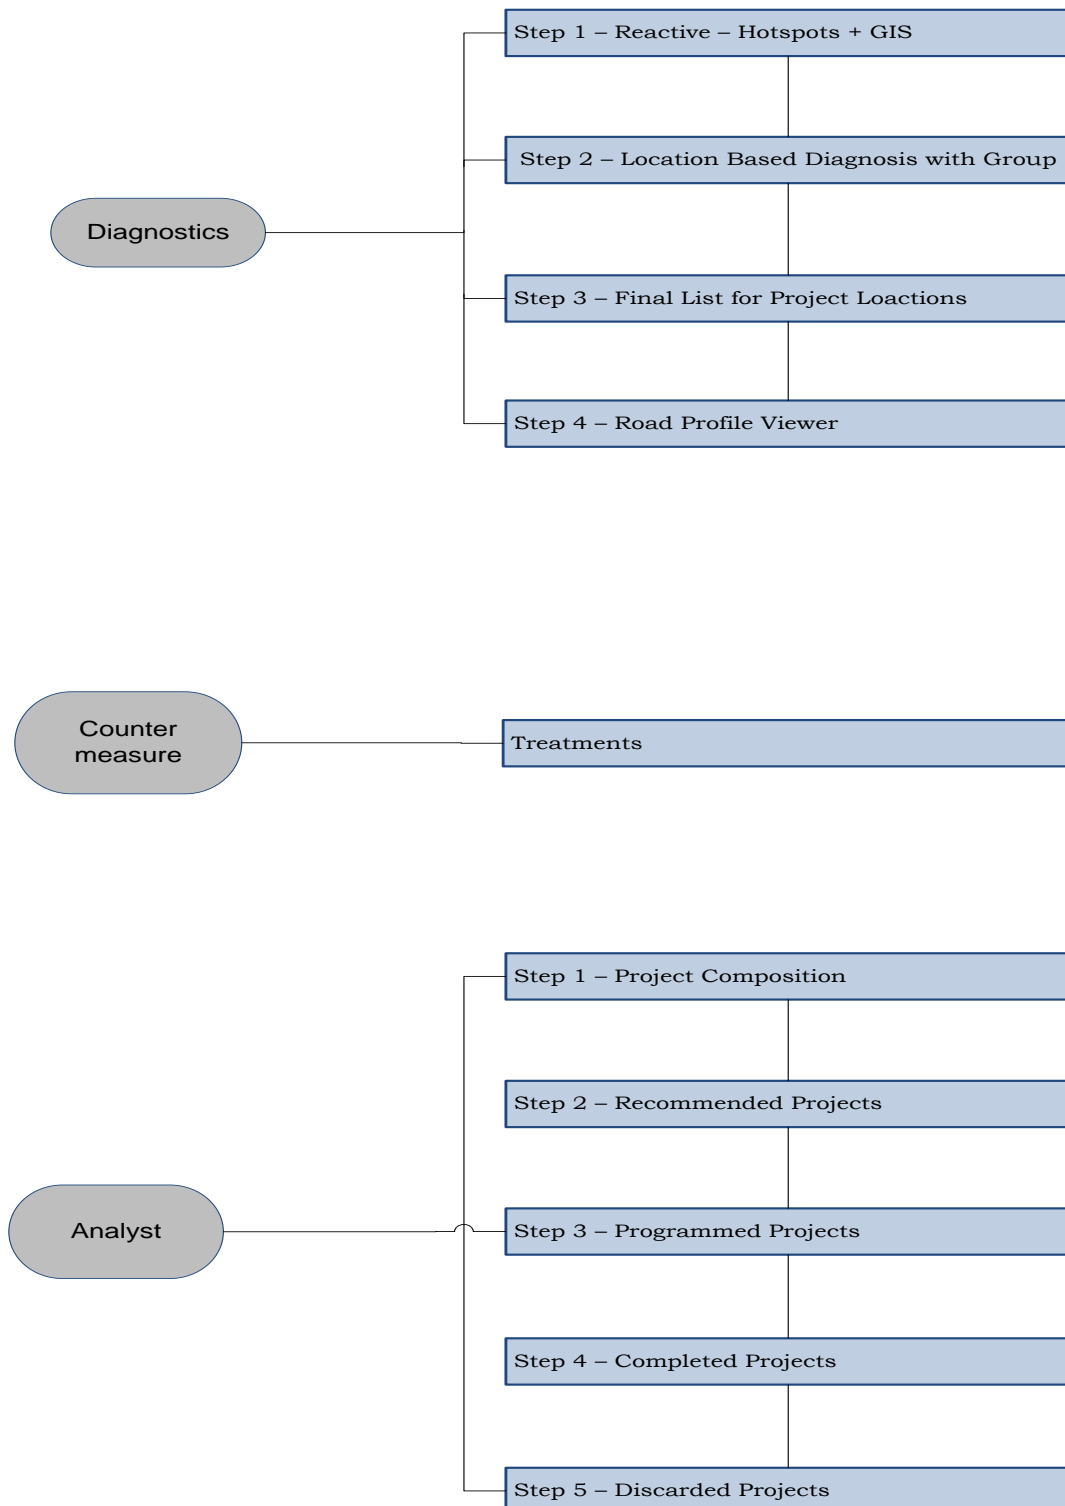 Step 1 – Reactive – Hotspots + GIS
Step 2 – Location Based Diagnosis with Group
Diagnostics
Step 3 – Final List for Project Loactions
Step 4 – Road Profile Viewer
Counter
measure
Treatments
Step 1 – Project Composition
Step 2 – Recommended Projects
Analyst
Step 3 – Programmed Projects
Step 4 – Completed Projects
Step 5 – Discarded Projects